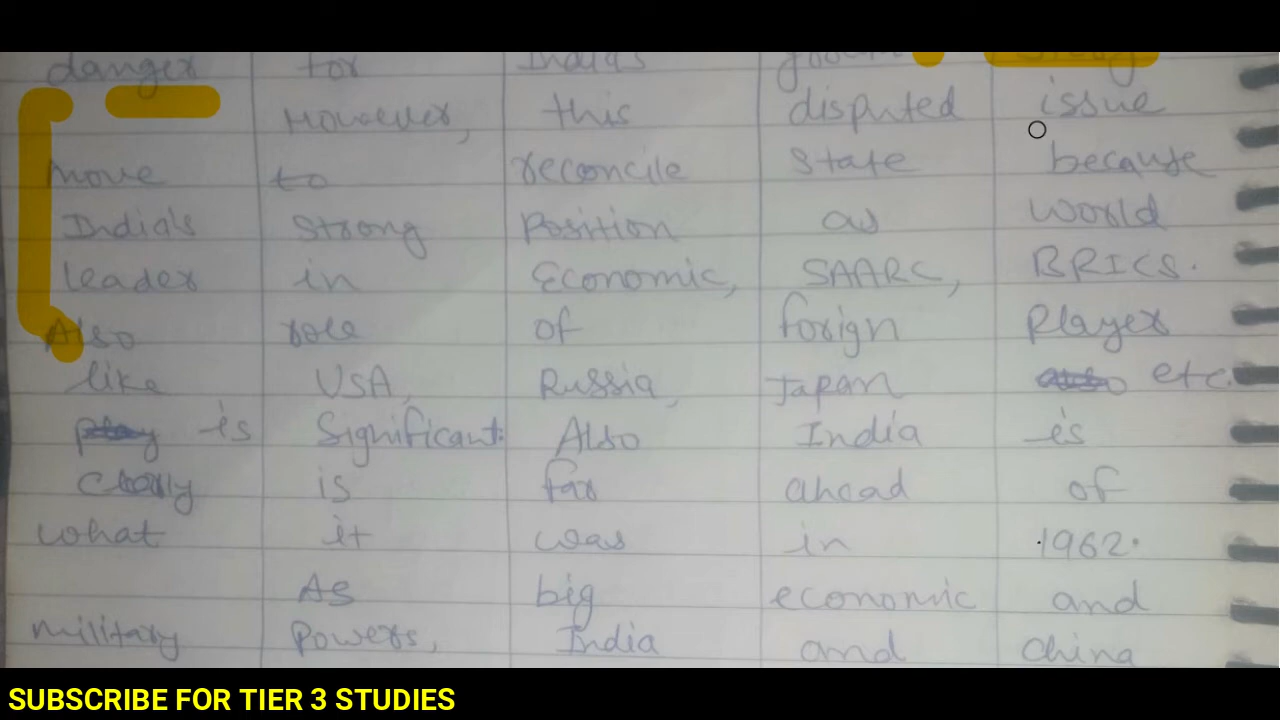 danger for India's
However, this disputed issue
move to reconcile state because
India's strong Position as world
leader in Economic, SAARC, BRICS.
Also role of forign Player
like USA, Russia, Japan etc.
is Significant. Also India is
is far ahead of
what it was in 1962.
As big economic and
military Powers, India and China
SUBSCRIBE FOR TIER 3 STUDIES